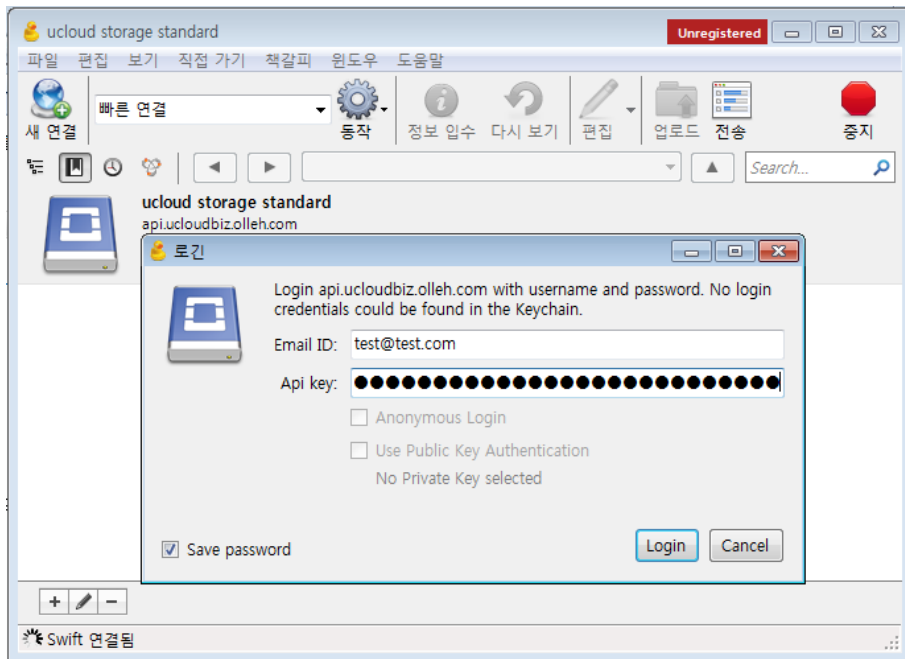 ucloud storage standard
Unregistered
파일 편집 보기 직접 가기 책갈피 윈도우 도움말
빠른 연결
새 연결 동작 정보 입수 다시 보기 편집 업로드 전송 중지
Search...
ucloud storage standard
api.ucloudbiz.olleh.com
로긴
Login api.ucloudbiz.olleh.com with username and password. No login
credentials could be found in the Keychain.
Email ID: test@test.com
Api key: ●●●●●●●●●●●●●●●●●●●●●●●●●●●
Anonymous Login
Use Public Key Authentication
No Private Key selected
Save password
Login Cancel
Swift 연결됨